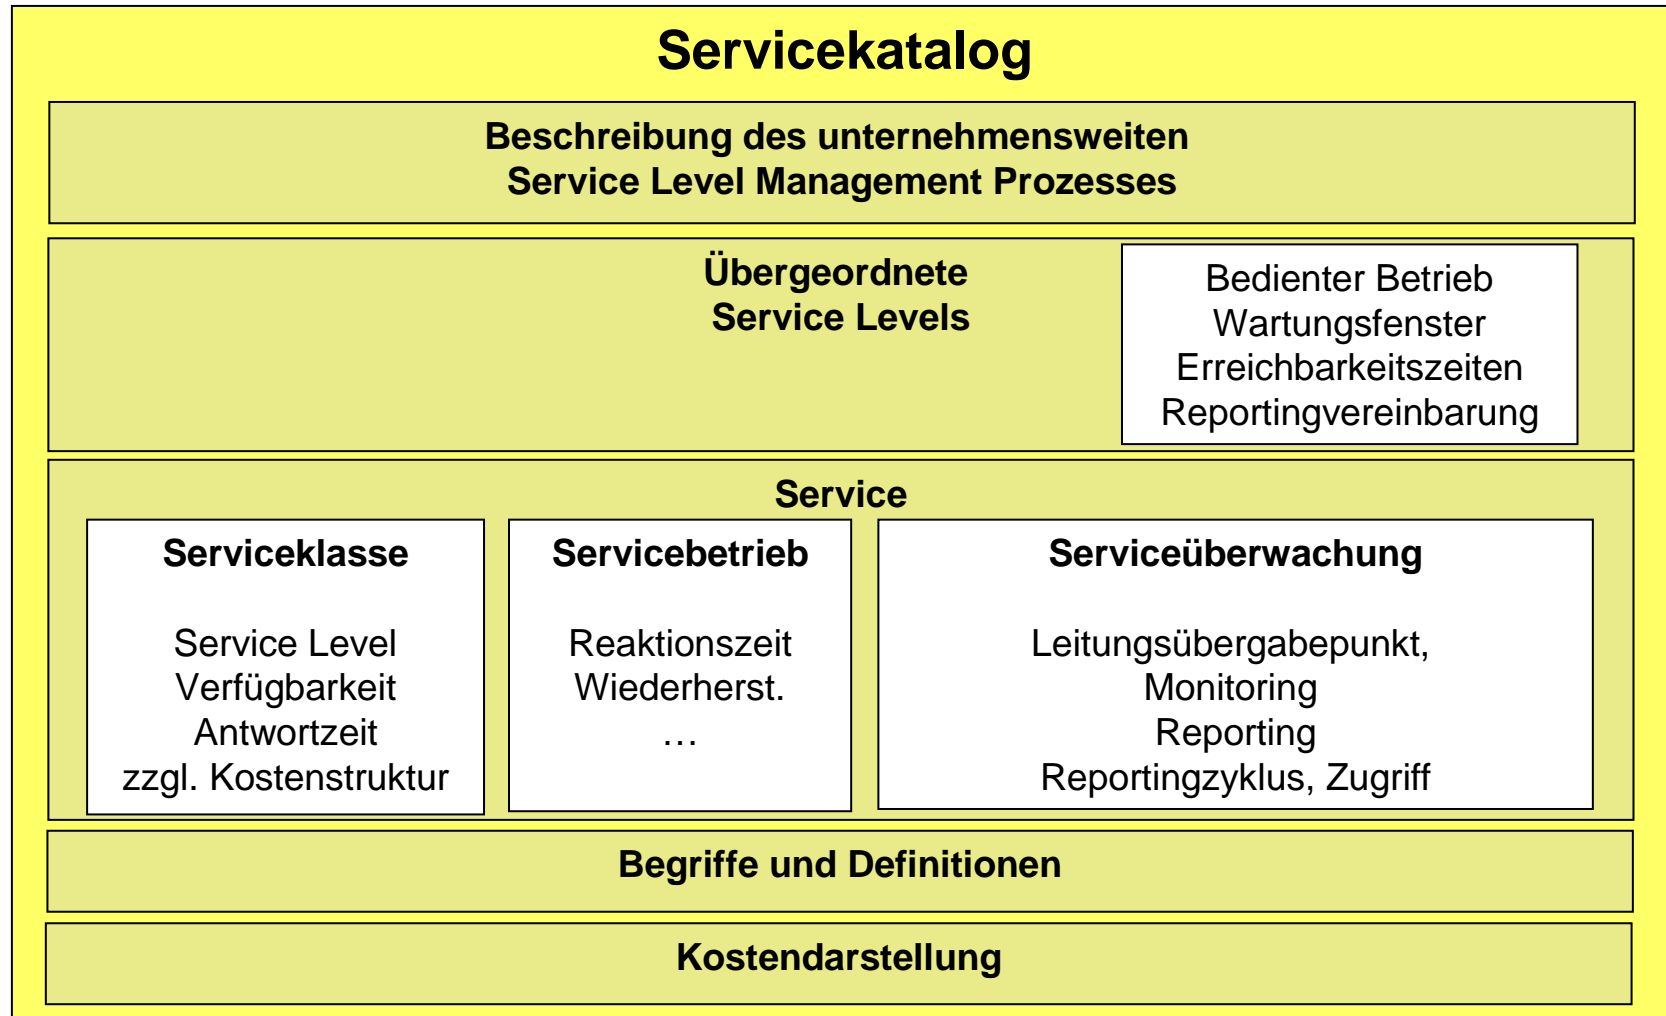 Servicekatalog
Beschreibung des unternehmensweiten
Service Level Management Prozesses
Übergeordnete
Service Levels
Bedienter Betrieb
Wartungsfenster
Erreichbarkeitszeiten
Reportingvereinbarung
Service
Serviceklasse
Service Level
Verfügbarkeit
Antwortzeit
zzgl. Kostenstruktur
Servicebetrieb
Reaktionszeit
Wiederherst.
…
Serviceüberwachung
Leitungsübergabepunkt,
Monitoring
Reporting
Reportingzyklus, Zugriff
Begriffe und Definitionen
Kostendarstellung